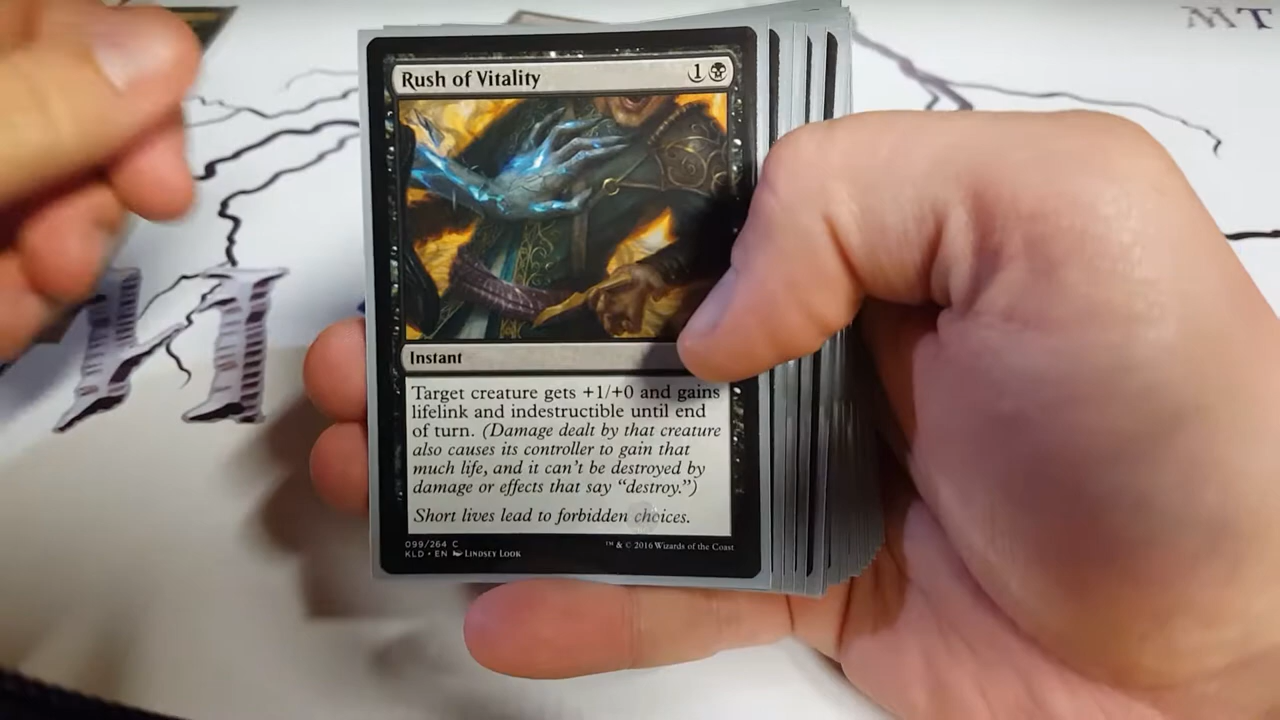 MT
Rush of Vitality 1
Instant
Target creature gets +1/+0 and gains
lifelink and indestructible until end
of turn. (Damage dealt by that creature
also causes its controller to gain that
much life, and it can't be destroyed by
damage or effects that say “destroy.”)
Short lives lead to forbidden choices.
099/264 C
KLD • EN LINDSEY LOOK
™ & © 2016 Wizards of the Coast